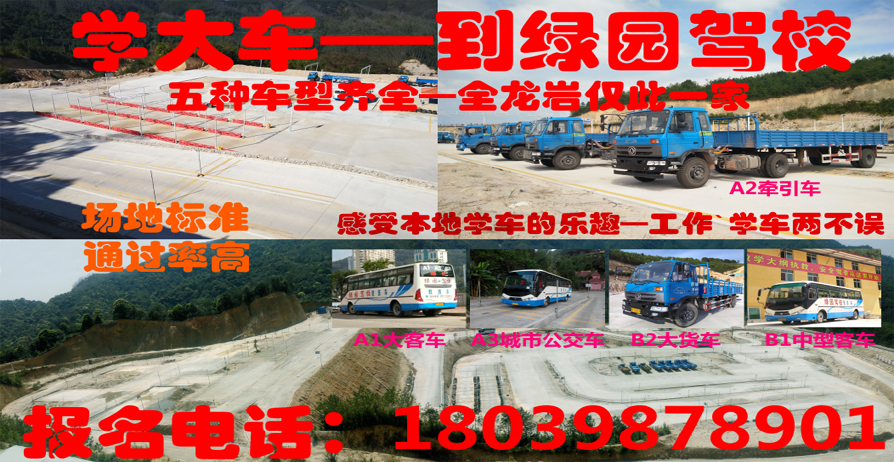 学大车——到绿园驾校
五种车型齐全—全龙岩仅此一家
A2牵引车
场地标准
通过率高
感受本地学车的乐趣—工作 学车两不误
A1大客车
A3城市公交车
B2大货车
B1中型客车
报名电话：18039878901